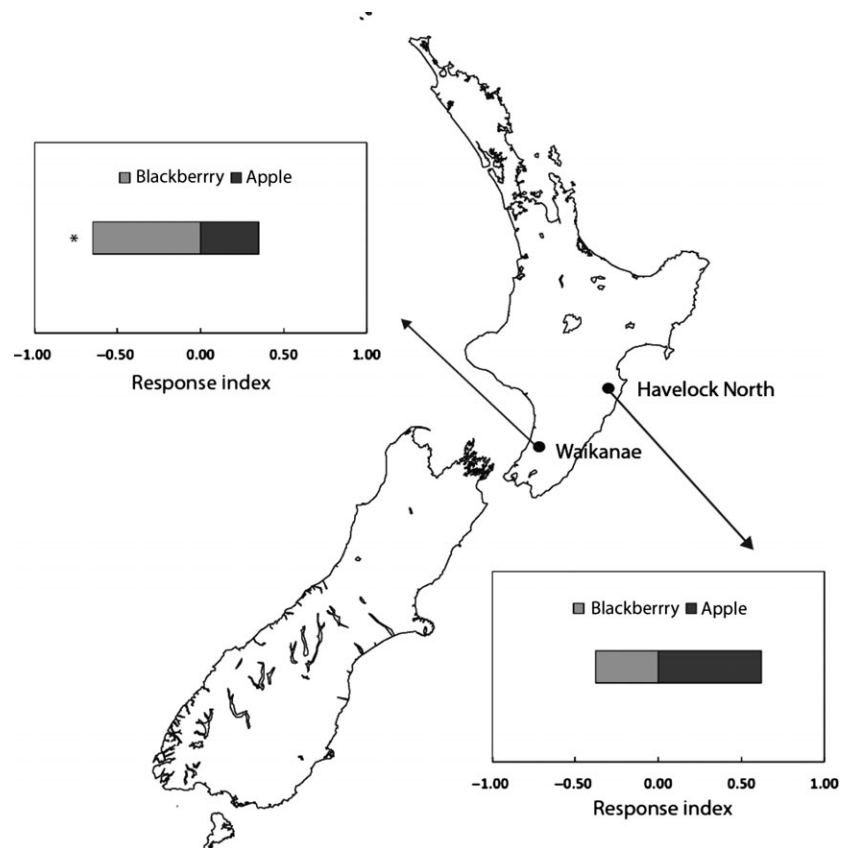 Blackberrry Apple
*
−1.00 −0.50 0.00 0.50 1.00
Response index
Havelock North
Waikanae
Blackberrry Apple
−1.00 −0.50 0.00 0.50 1.00
Response index